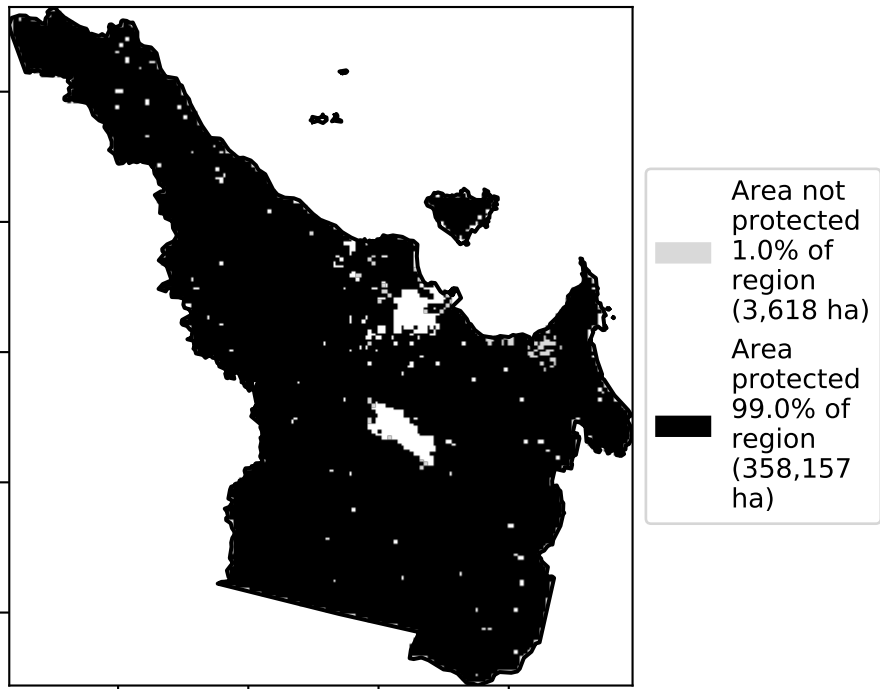 Area not
protected
1.0% of
region
(3,618 ha)
Area
protected
99.0% of
region
(358,157
ha)